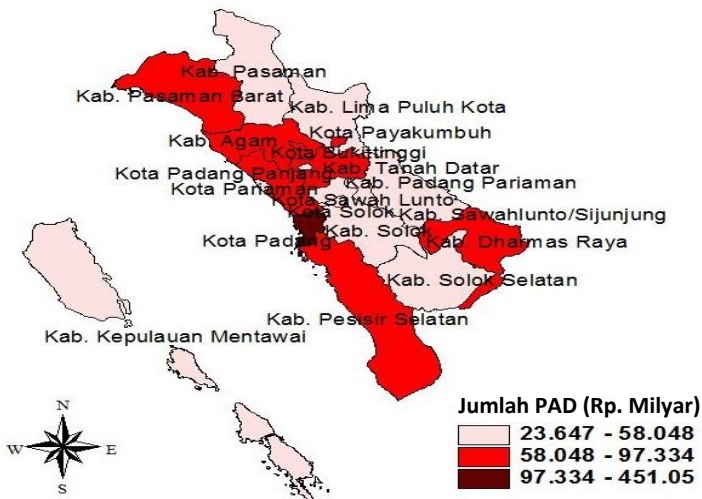 Kab. Pasaman
Kab. Pasaman Barat
Kab. Lima Puluh Kota
Kota Payakumbuh
Kab. Agam
Kota Bukittinggi
Kab. Tanah Datar
Kota Padang Panjang
Kab. Padang Pariaman
Kota Pariaman
Kota Sawah Lunto
Kota Solok
Kab. Sawahlunto/Sijunjung
Kab. Solok
Kota Padang
Kab. Dharmas Raya
Kab. Solok Selatan
Kab. Pesisir Selatan
Kab. Kepulauan Mentawai
N
W E
S
Jumlah PAD (Rp. Milyar)
23.647 - 58.048
58.048 - 97.334
97.334 - 451.05